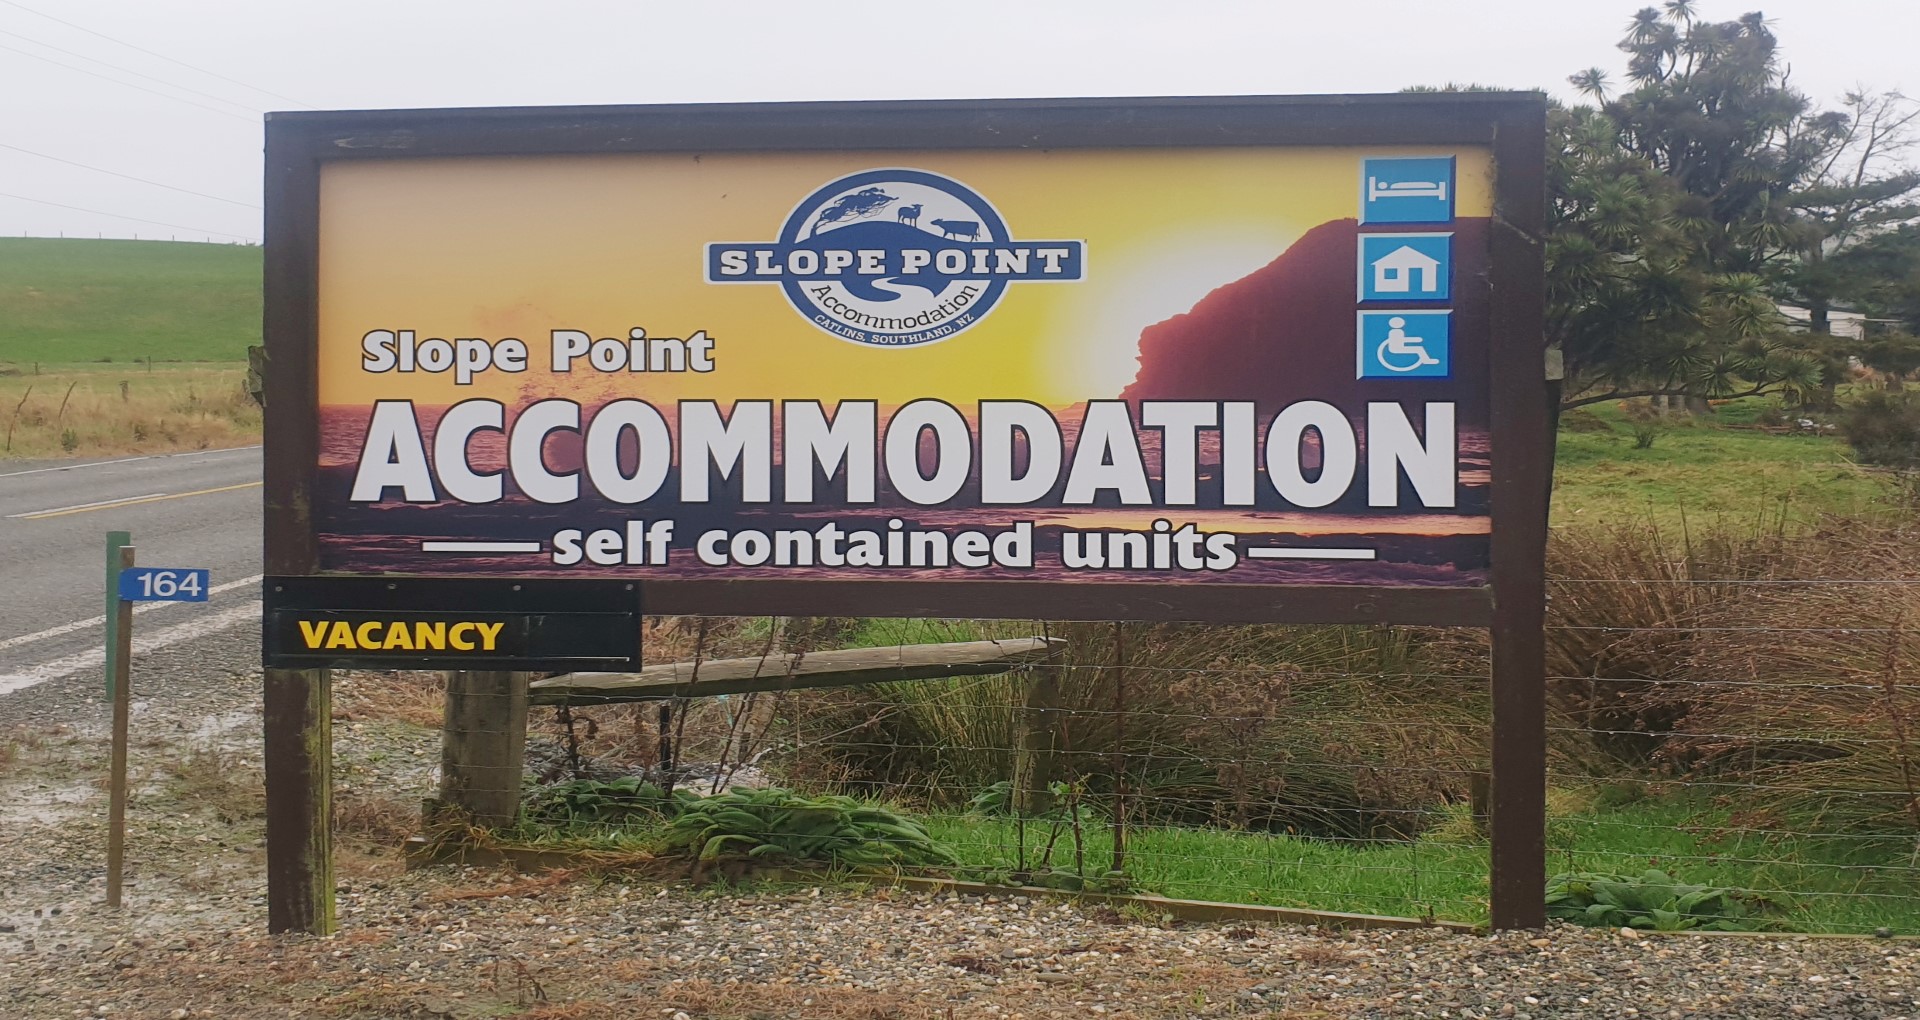 SLOPE POINT
Accommodation
CATLINS, SOUTHLAND, NZ
Slope Point
ACCOMMODATION
self contained units
164
VACANCY